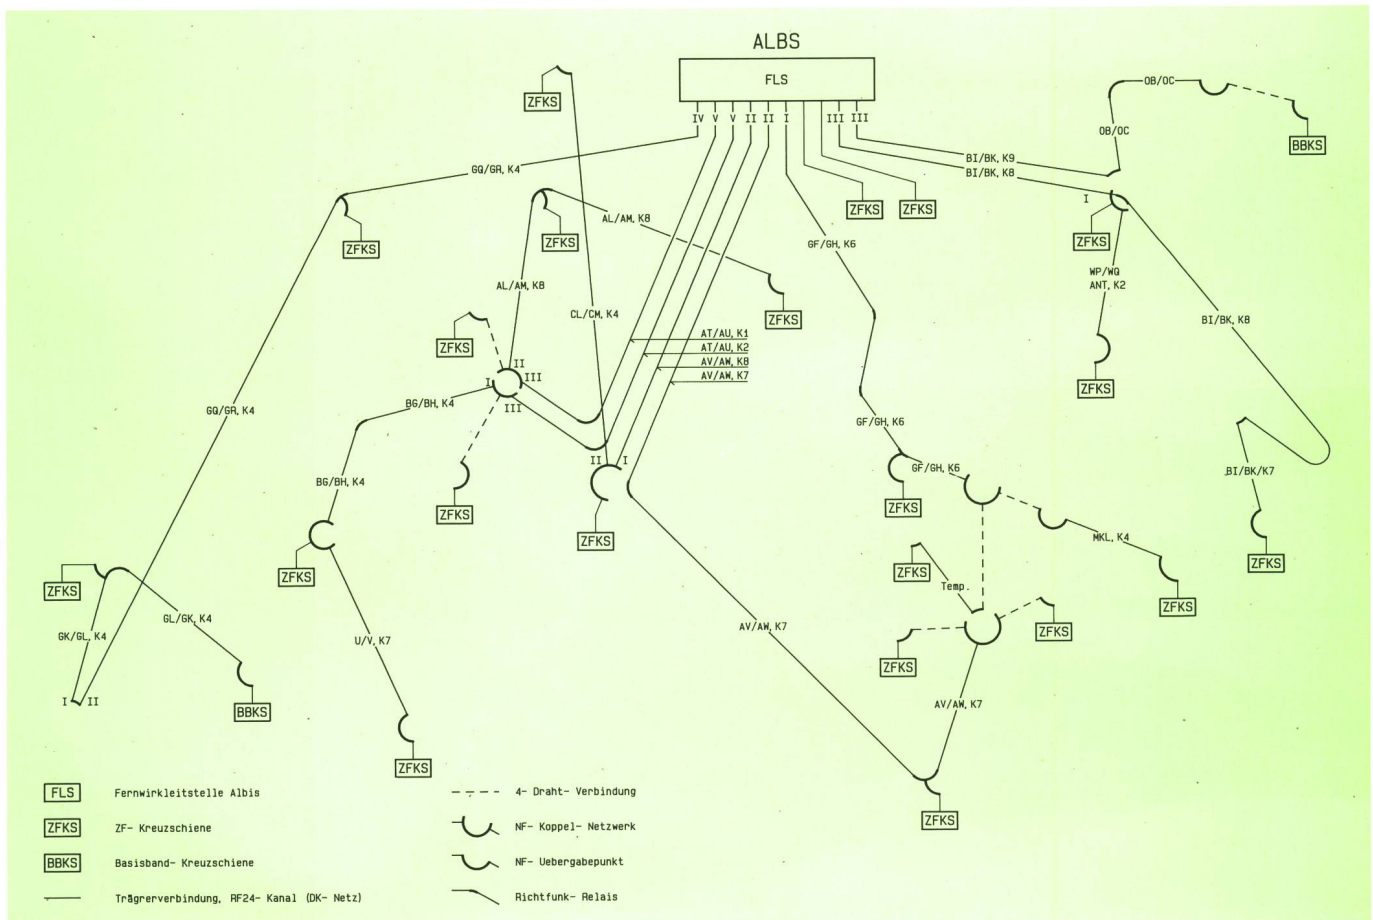 ALBS
FLS
IV V V II II I III III
ZFKS
OB/OC
OB/OC
BBKS
BI/BK, K9
BI/BK, K8
GQ/GR, K4
ZFKS
ZFKS
I
ZFKS
AL/AM, K8
ZFKS
ZFKS
GF/GH, K6
WP/WQ
ANT, K2
AL/AM, K8
CL/CM, K4
ZFKS
BI/BK, K8
ZFKS
AT/AU, K1
AT/AU, K2
AV/AW, K8
AV/AW, K7
II
I
III
III
ZFKS
BG/BH, K4
GQ/GR, K4
GF/GH, K6
II I
GF/GH, K6
BI/BK/K7
BG/BH, K4
ZFKS
ZFKS
ZFKS
MKL, K4
ZFKS
ZFKS
ZFKS
ZFKS
Temp.
ZFKS
GL/GK, K4
GK/GL, K4
U/V, K7
AV/AW, K7
ZFKS
ZFKS
I II
BBKS
AV/AW, K7
ZFKS
ZFKS
FLS Fernwirkleitstelle Albis
ZFKS ZF- Kreuzschiene
BBKS Basisband- Kreuzschiene
Trägrerverbindung, RF24- Kanal (DK- Netz)
4- Draht- Verbindung
NF- Koppel- Netzwerk
NF- Uebergabepunkt
Richtfunk- Relais